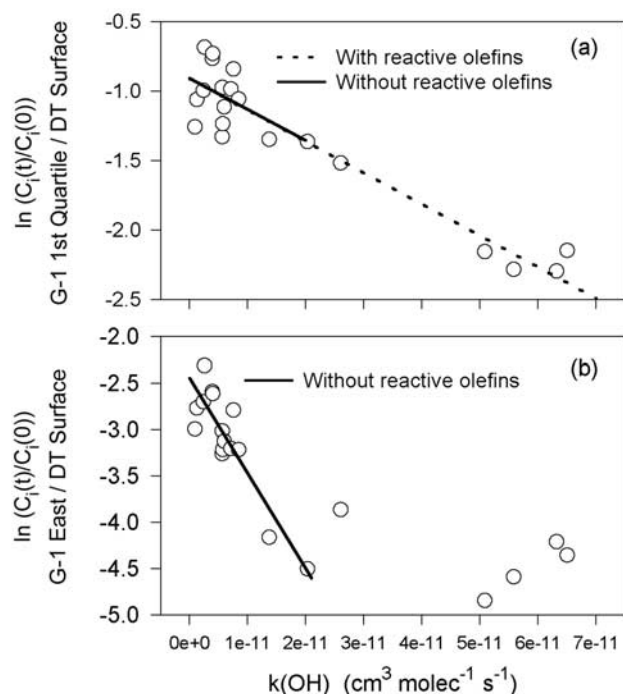 -0.5
-1.0
-1.5
-2.0
-2.5
ln (Cᵢ(t)/Cᵢ(0))
G-1 1st Quartile / DT Surface
(a)
With reactive olefins
Without reactive olefins
-2.0
-2.5
-3.0
-3.5
-4.0
-4.5
-5.0
ln (Cᵢ(t)/Cᵢ(0))
G-1 East / DT Surface
(b)
Without reactive olefins
0e+0 1e-11 2e-11 3e-11 4e-11 5e-11 6e-11 7e-11
k(OH) (cm³ molec⁻¹ s⁻¹)